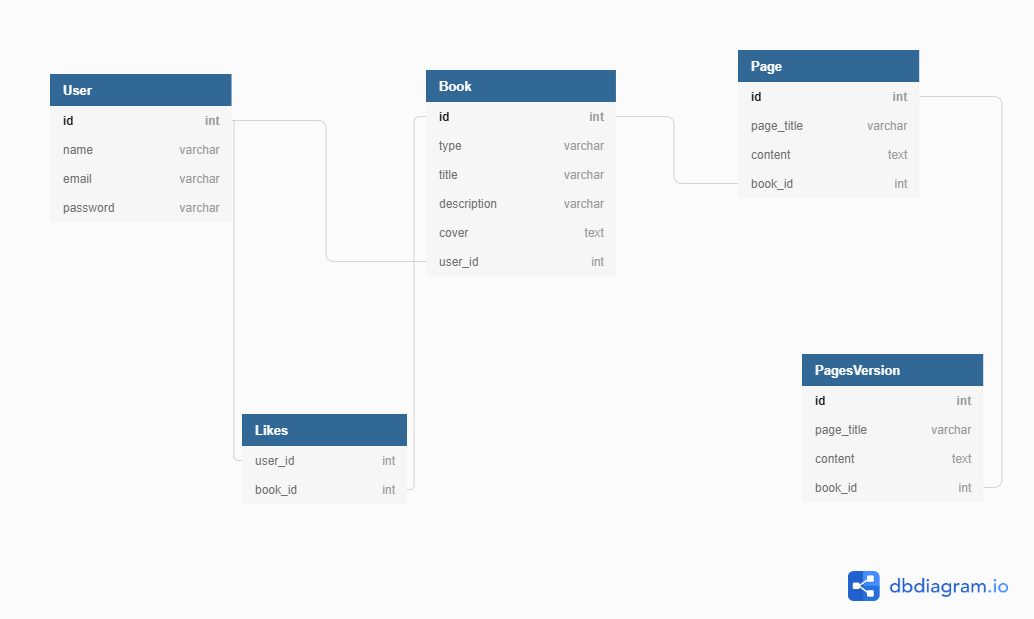 User
id int
name varchar
email varchar
password varchar
Book
id int
type varchar
title varchar
description varchar
cover text
user_id int
Page
id int
page_title varchar
content text
book_id int
Likes
user_id int
book_id int
PagesVersion
id int
page_title varchar
content text
book_id int
dbdiagram.io